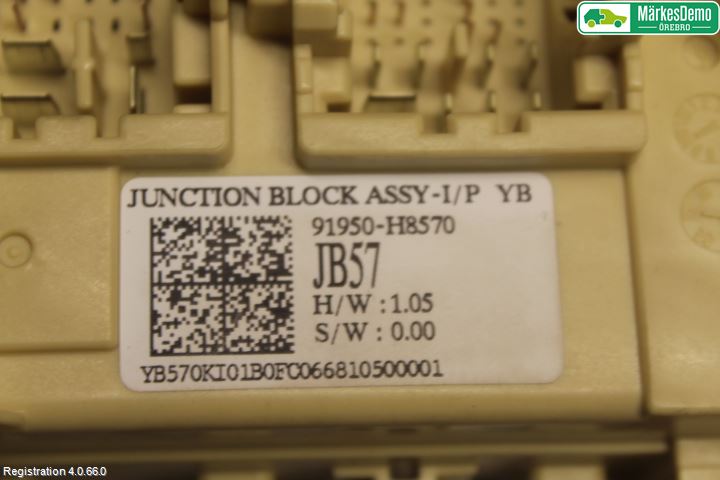 MärkesDemo
ÖREBRO
JUNCTION BLOCK ASSY-I/P YB
91950-H8570
JB57
H/W : 1.05
S/W : 0.00
YB570KI01B0FC066810500001
Registration 4.0.66.0